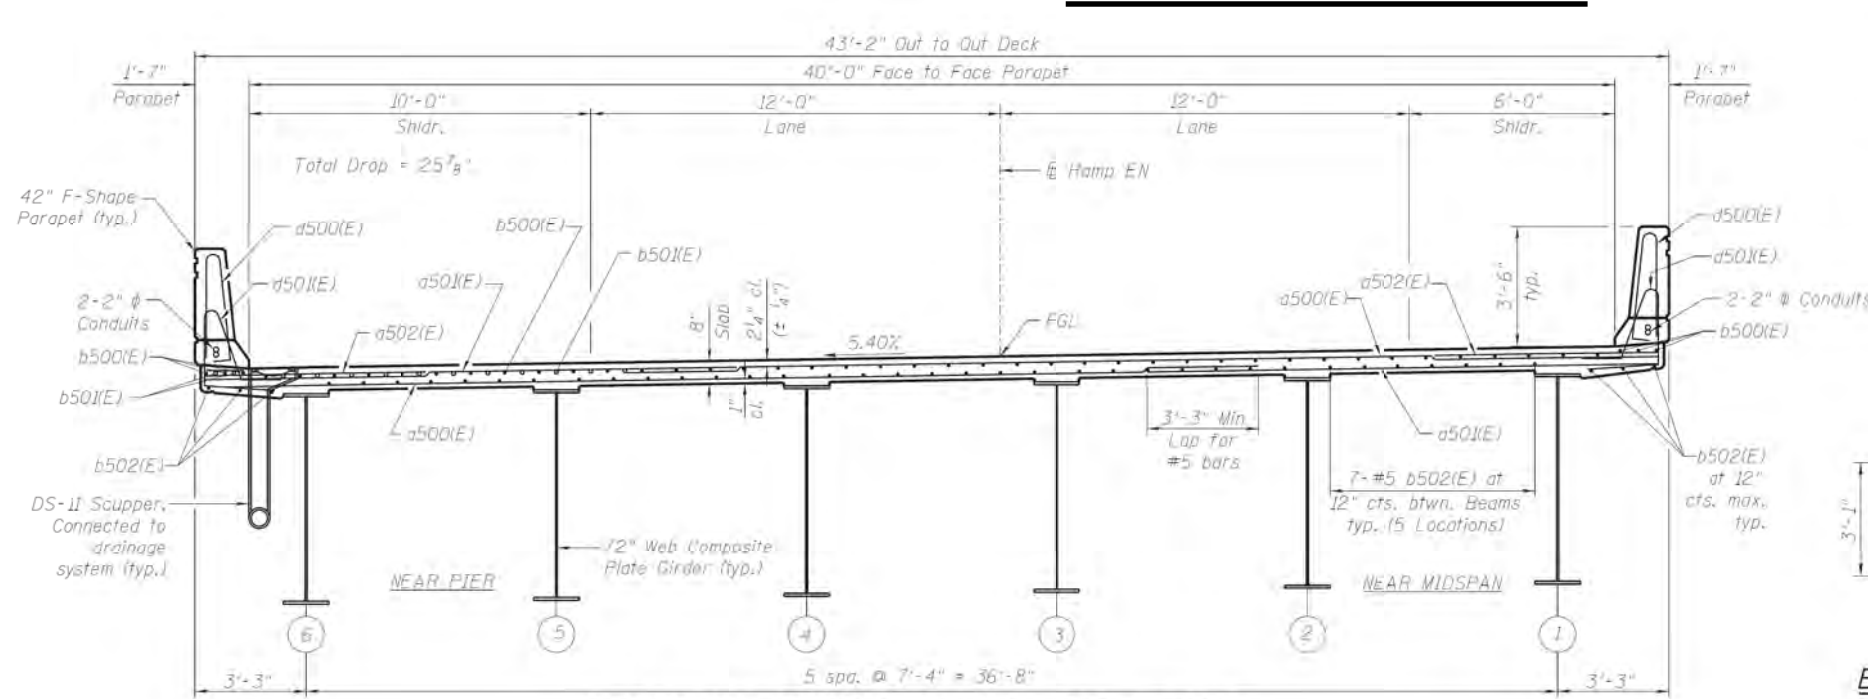 43'-2" Out to Out Deck
1'-7"
Parapet
40'-0" Face to Face Parapet
1'-7"
Parapet
10'-0"
Shldr.
12'-0"
Lane
12'-0"
Lane
6'-0"
Shldr.
Total Drop = 25 7/8"
℄ Ramp EN
42" F-Shape
Parapet (typ.)
d500(E)
b500(E)
b501(E)
d501(E)
a501(E)
2-2" φ
Conduits
a502(E)
b500(E)
b501(E)
b502(E)
a500(E)
8"
Slab
2 1/4" cl.
(± 1/4")
1"
cl.
5.40%
PGL
3'-6"
typ.
d500(E)
d501(E)
a502(E)
a500(E)
2-2" φ Conduits
b500(E)
8
8
3'-3" Min.
Lap for
#5 bars
a501(E)
7-#5 b502(E) at
12" cts. btwn. Beams
typ. (5 Locations)
b502(E)
at 12"
cts. max.
typ.
3'-1"
DS-11 Scupper,
Connected to
drainage
system (typ.)
72" Web Composite
Plate Girder (typ.)
NEAR PIER
NEAR MIDSPAN
6
5
4
3
2
1
3'-3"
5 spa. @ 7'-4" = 36'-8"
3'-3"